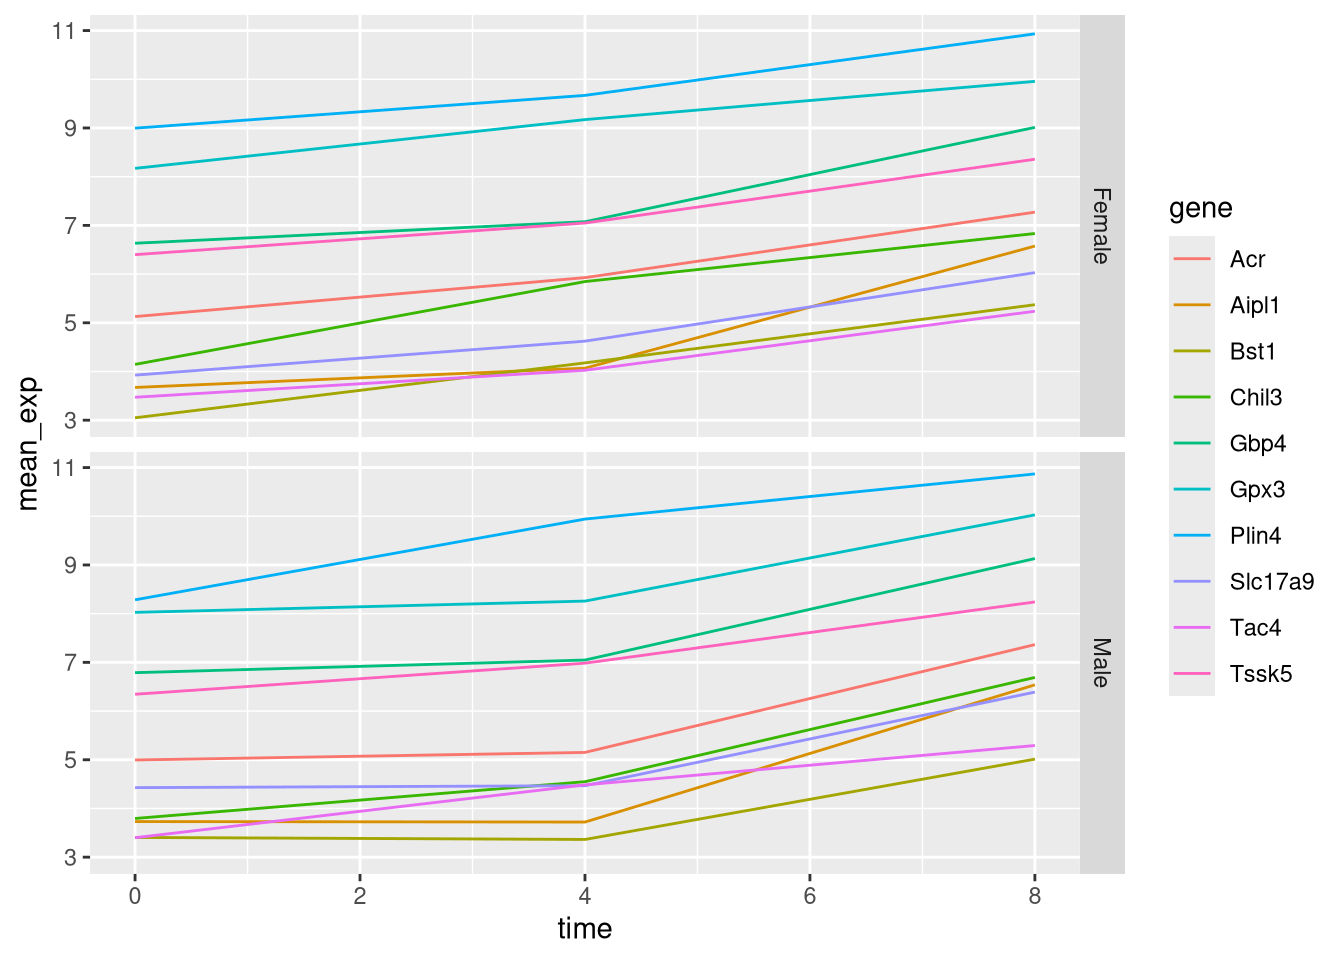 mean_exp
11
9
7
5
3
Female
11
9
7
5
3
Male
0 2 4 6 8
time
gene
Acr
Aipl1
Bst1
Chil3
Gbp4
Gpx3
Plin4
Slc17a9
Tac4
Tssk5